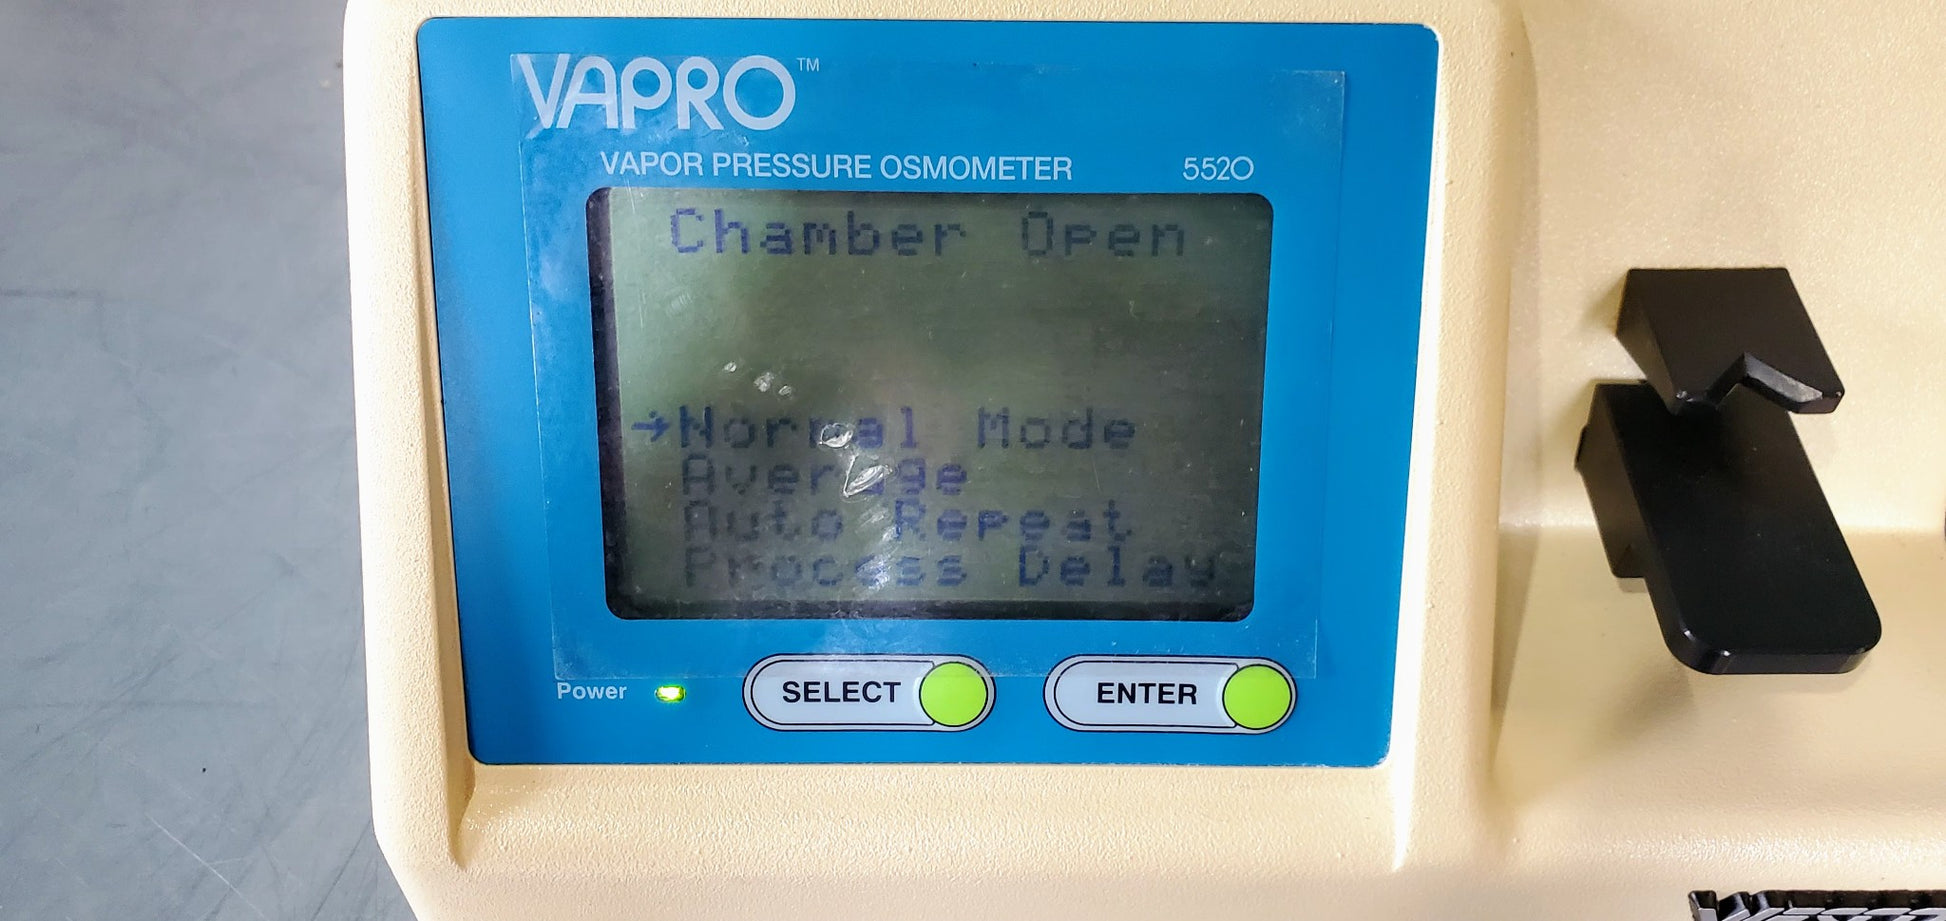 VAPRO™
VAPOR PRESSURE OSMOMETER 5520
Chamber Open
→Normal Mode
Average
Auto Repeat
Process Delay
Power SELECT ENTER